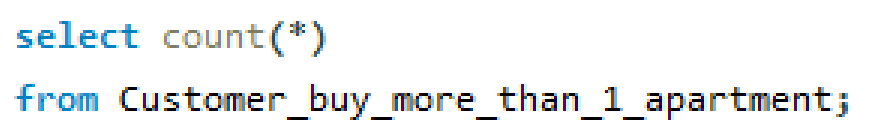 select count(*)
from Customer_buy_more_than_1_apartment;